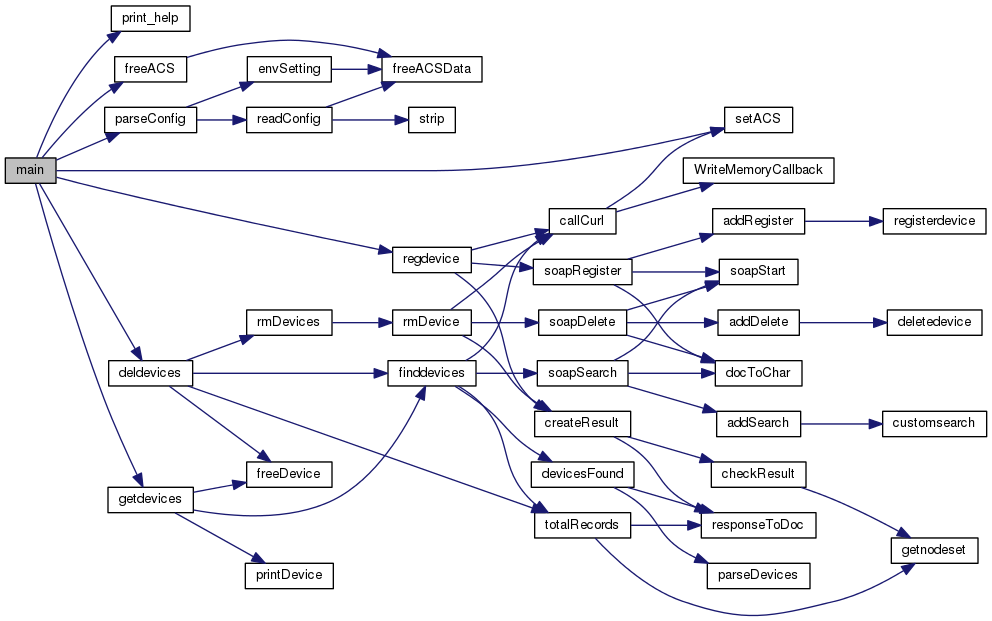 print_help
freeACS
envSetting
freeACSData
parseConfig
readConfig
strip
setACS
main
WriteMemoryCallback
callCurl
addRegister
registerdevice
regdevice
soapRegister
soapStart
rmDevices
rmDevice
soapDelete
addDelete
deletedevice
deldevices
finddevices
soapSearch
docToChar
createResult
addSearch
customsearch
freeDevice
devicesFound
checkResult
getdevices
totalRecords
responseToDoc
getnodeset
printDevice
parseDevices